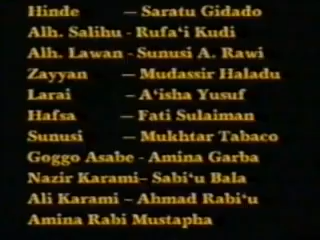 Hinde — Saratu Gidado
Alh. Salihu - Rufa'i Kudi
Alh. Lawan - Sunusi A. Rawi
Zayyan — Mudassir Haladu
Larai — A'isha Yusuf
Hafsa — Fati Sulaiman
Sunusi — Mukhtar Tabaco
Goggo Asabe - Amina Garba
Nazir Karami– Sabi'u Bala
Ali Karami – Ahmad Rabi'u
Amina Rabi Mustapha